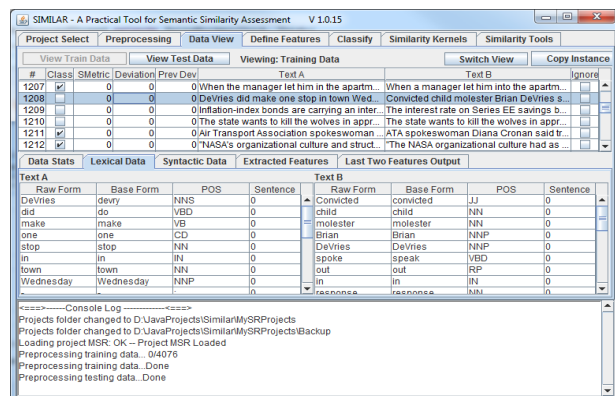 SIMILAR - A Practical Tool for Semantic Similarity Assessment V 1.0.15
Project Select Preprocessing Data View Define Features Classify Similarity Kernels Similarity Tools
View Train Data View Test Data Viewing: Training Data Switch View Copy Instance
# Class SMetric Deviation Prev Dev Text A Text B Ignore
1207 0 0 0 When the manager let him in the apartm... When a manager let him into the apartm...
1208 0 0 0 DeVries did make one stop in town Wed... Convicted child molester Brian DeVries s...
1209 0 0 0 Inflation-index bonds are carrying an inter... The interest rate on Series EE savings b...
1210 0 0 0 The state wants to kill the wolves in appr... The state wants to kill the wolves in appr...
1211 0 0 0 Air Transport Association spokeswoman ... ATA spokeswoman Diana Cronan said tr...
1212 0 0 0 "NASA's organizational culture and struct... "The NASA organizational culture had as ...
Data Stats Lexical Data Syntactic Data Extracted Features Last Two Features Output
Text A Text B
Raw Form Base Form POS Sentence Raw Form Base Form POS Sentence
DeVries devry NNS 0 Convicted convicted JJ 0
did do VBD 0 child child NN 0
make make VB 0 molester molester NN 0
one one CD 0 Brian Brian NNP 0
stop stop NN 0 DeVries DeVries NNP 0
in in IN 0 spoke speak VBD 0
town town NN 0 out out RP 0
Wednesday Wednesday NNP 0 in in IN 0
- - : 0 response response NN 0
<===>-------Console Log --------------<===>
Projects folder changed to D:\JavaProjects\Similar\MySRProjects
Projects folder changed to D:\JavaProjects\Similar\MySRProjects\Backup
Loading project MSR: OK -- Project MSR Loaded
Preprocessing training data... 0/4076
Preprocessing training data...Done
Preprocessing testing data...Done